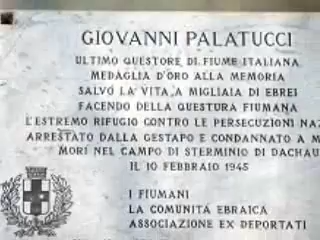 GIOVANNI PALATUCCI
ULTIMO QUESTORE DI FIUME ITALIANA
MEDAGLIA D'ORO ALLA MEMORIA
SALVO LA VITA A MIGLIAIA DI EBREI
FACENDO DELLA QUESTURA FIUMANA
L'ESTREMO RIFUGIO CONTRO LE PERSECUZIONI NAZ
ARRESTATO DALLA GESTAPO E CONDANNATO A M
MORÌ NEL CAMPO DI STERMINIO DI DACHAU
IL 10 FEBBRAIO 1945
I FIUMANI
LA COMUNITÀ EBRAICA
ASSOCIAZIONE EX DEPORTATI